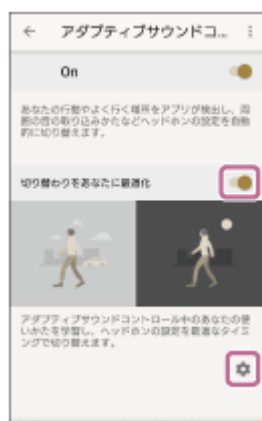 アダプティブサウンドコ...
On
あなたの行動やよく行く場所をアプリが検出し、周
囲の音の取り込みかたなどヘッドホンの設定を自動
的に切り替えます。
切り替わりをあなたに最適化
アダプティブサウンドコントロール中のあなたの使
いかたを学習し、ヘッドホンの設定を最適なタイミ
ングで切り替えます。